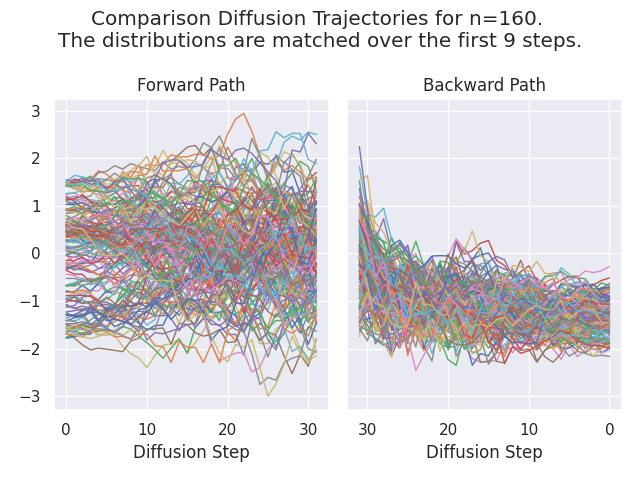 Comparison Diffusion Trajectories for n=160.
The distributions are matched over the first 9 steps.
Forward Path
Backward Path
3
2
1
0
−1
−2
−3
0 10 20 30
30 20 10 0
Diffusion Step
Diffusion Step